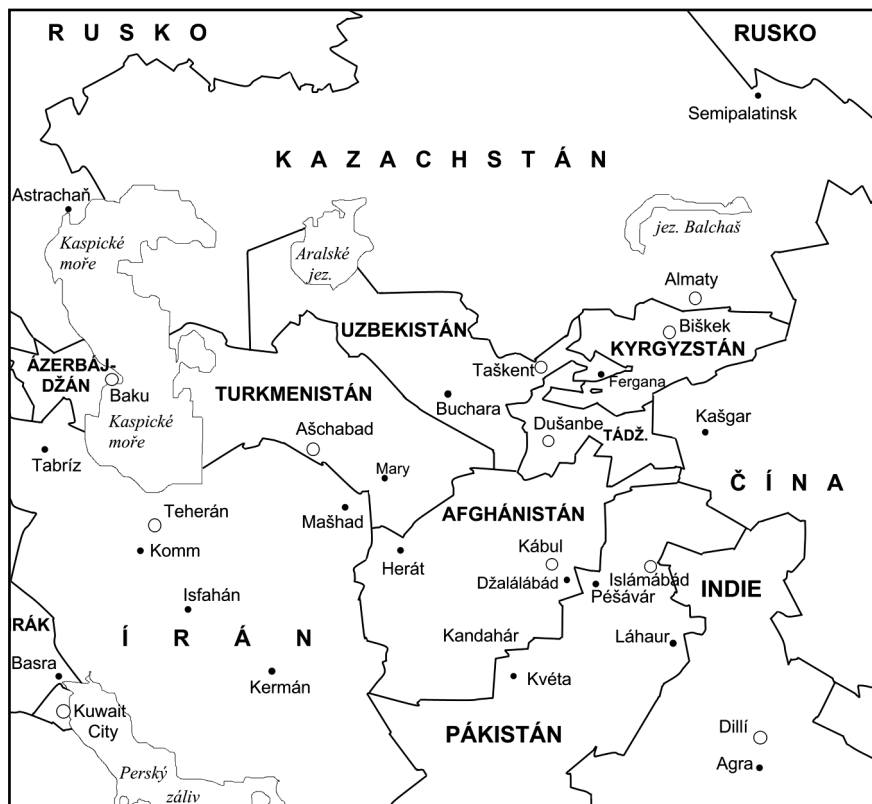 RUSKO
RUSKO
Semipalatinsk
KAZACHSTÁN
Astrachaň
Kaspické
moře
Aralské
jez.
jez. Balchaš
Almaty
UZBEKISTÁN
Biškek
KYRGYZSTÁN
ÁZERBÁJ-
DŽÁN
Baku
TURKMENISTÁN
Taškent
Fergana
Buchara
Kaspické
moře
Ašchabad
Dušanbe
TÁDŽ.
Kašgar
Tabríz
Mary
ČÍNA
Teherán
Mašhad
AFGHÁNISTÁN
Komm
Herát
Kábul
Džalálábád
Islámábád
Péšávár
INDIE
Isfahán
RÁK
ÍRÁN
Kandahár
Láhaur
Basra
Kermán
Kvéta
Kuwait
City
PÁKISTÁN
Dillí
Agra
Perský
záliv